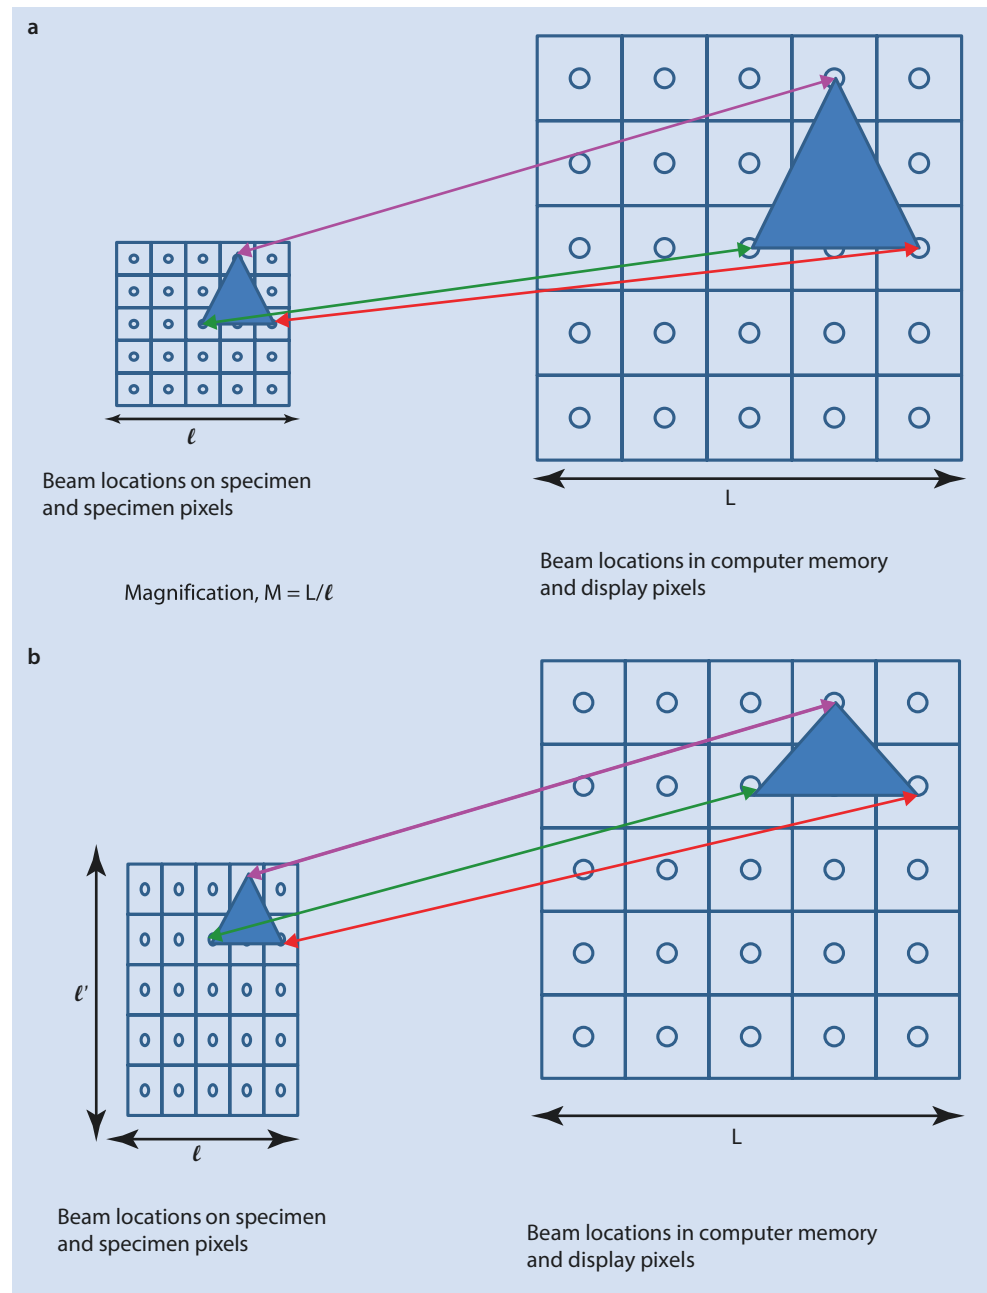 a
ℓ
L
Beam locations on specimen
and specimen pixels
Beam locations in computer memory
and display pixels
Magnification, M = L/ℓ
b
ℓ'
ℓ
L
Beam locations on specimen
and specimen pixels
Beam locations in computer memory
and display pixels